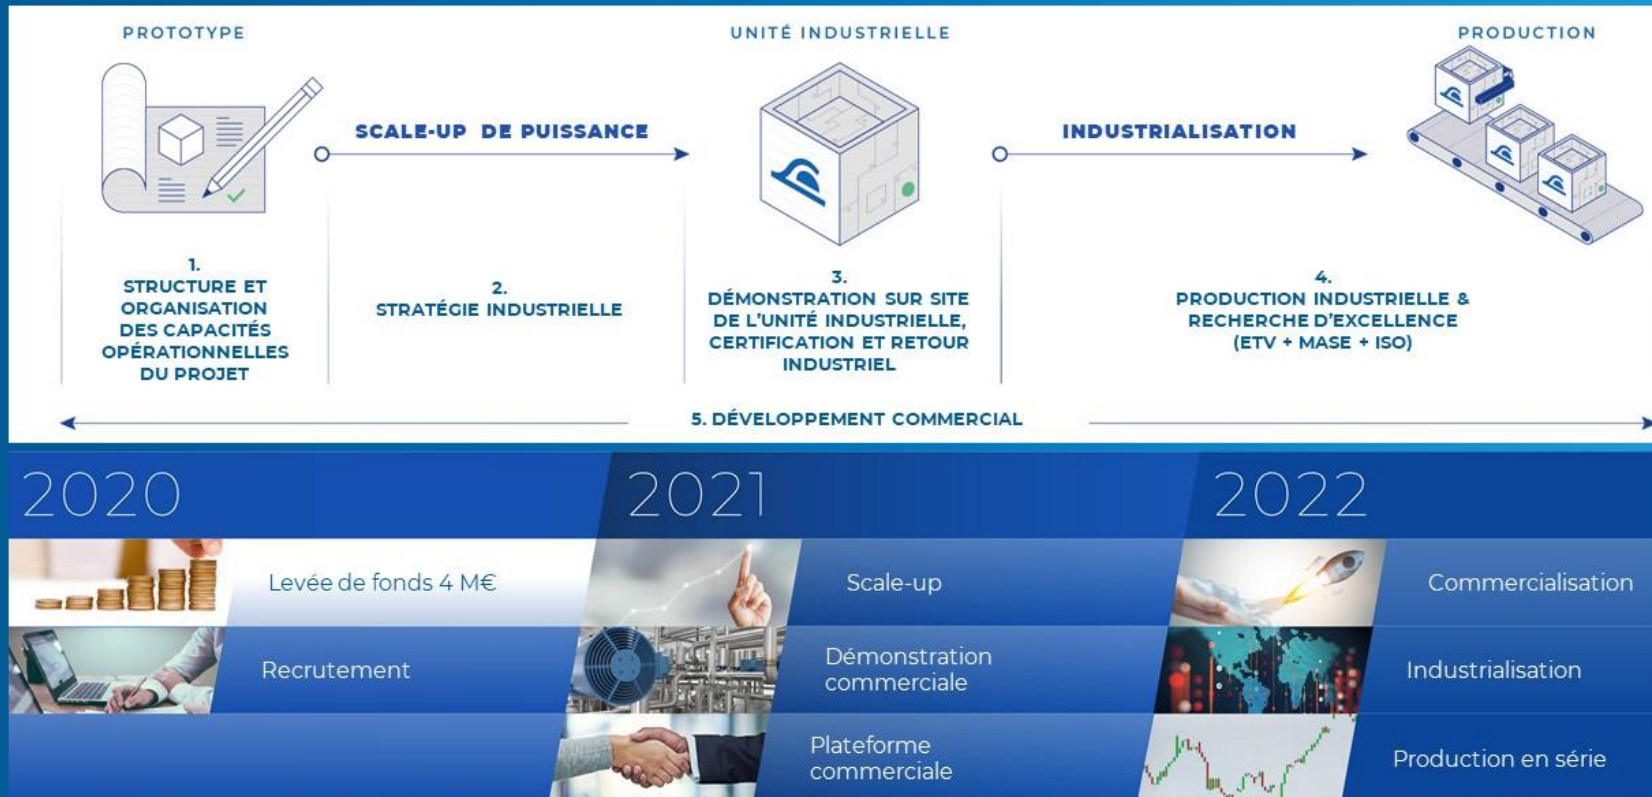 PROTOTYPE
UNITÉ INDUSTRIELLE
PRODUCTION
SCALE-UP DE PUISSANCE
INDUSTRIALISATION
1.
STRUCTURE ET
ORGANISATION
DES CAPACITÉS
OPÉRATIONNELLES
DU PROJET
2.
STRATÉGIE INDUSTRIELLE
3.
DÉMONSTRATION SUR SITE
DE L'UNITÉ INDUSTRIELLE,
CERTIFICATION ET RETOUR
INDUSTRIEL
4.
PRODUCTION INDUSTRIELLE &
RECHERCHE D'EXCELLENCE
(ETV + MASE + ISO)
5. DÉVELOPPEMENT COMMERCIAL
2020
Levée de fonds 4 M€
Recrutement
2021
Scale-up
Démonstration
commerciale
Plateforme
commerciale
2022
Commercialisation
Industrialisation
Production en série